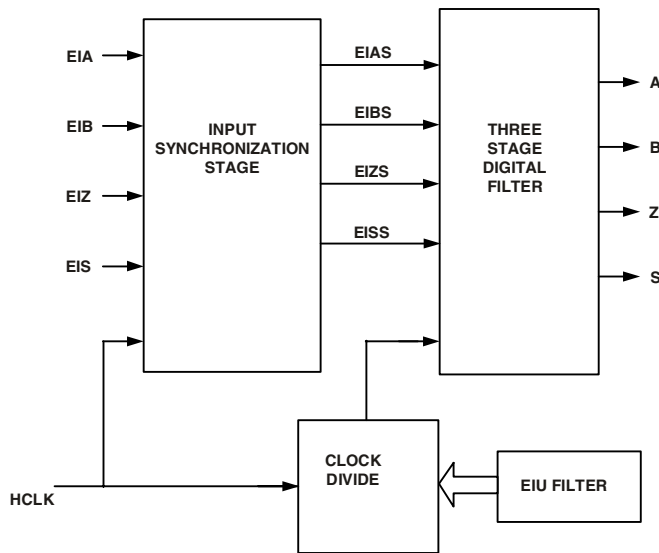 EIA
EIB
EIZ
EIS
INPUT
SYNCHRONIZATION
STAGE
EIAS
EIBS
EIZS
EISS
THREE
STAGE
DIGITAL
FILTER
A
B
Z
S
HCLK
CLOCK
DIVIDE
EIU FILTER